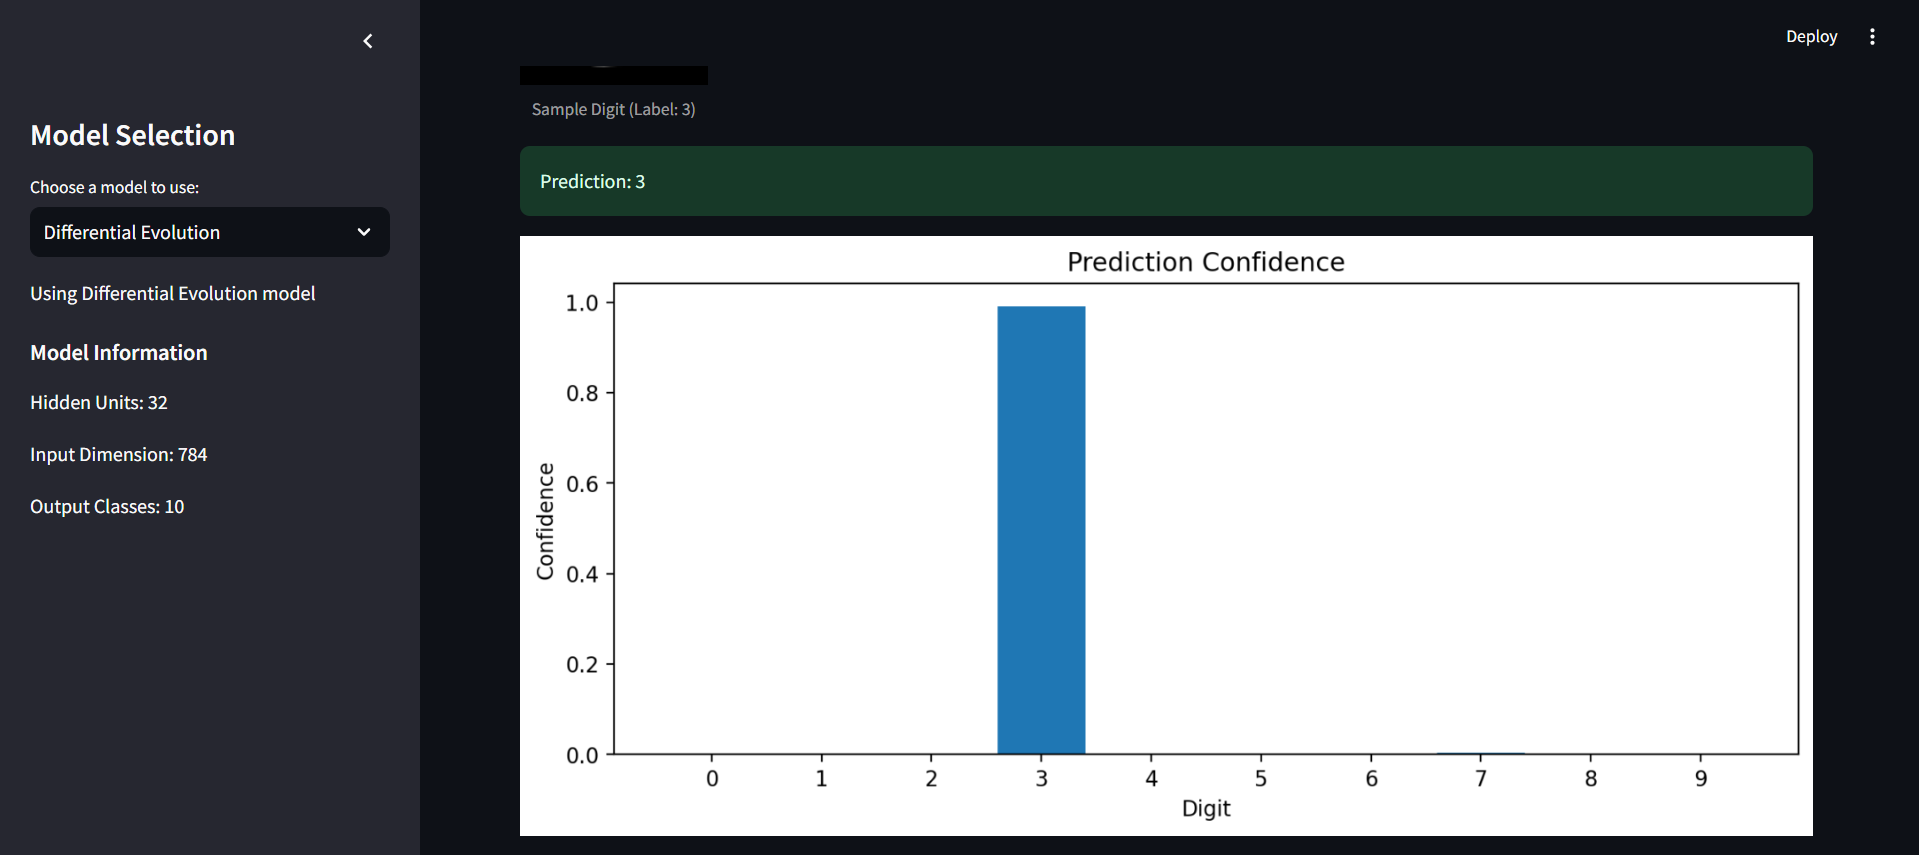 Deploy
Model Selection
Choose a model to use:
Differential Evolution
Using Differential Evolution model
Model Information
Hidden Units: 32
Input Dimension: 784
Output Classes: 10
Sample Digit (Label: 3)
Prediction: 3
Prediction Confidence
1.0
0.8
0.6
0.4
0.2
0.0
Confidence
0 1 2 3 4 5 6 7 8 9
Digit